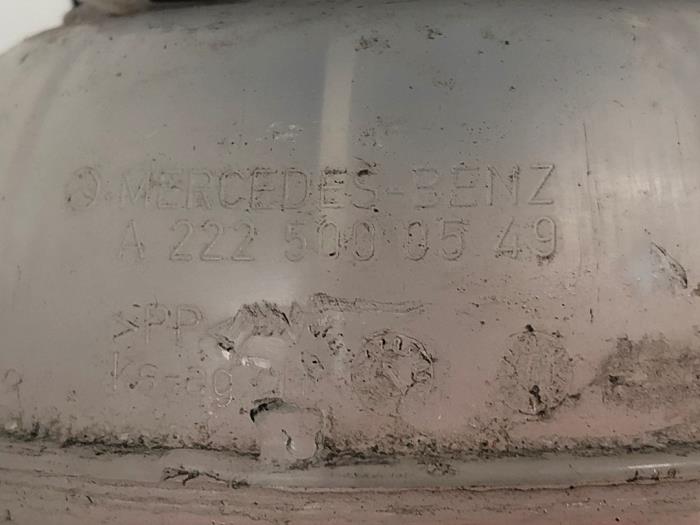 MERCEDES-BENZ
A 222 500 05 49
>PP<